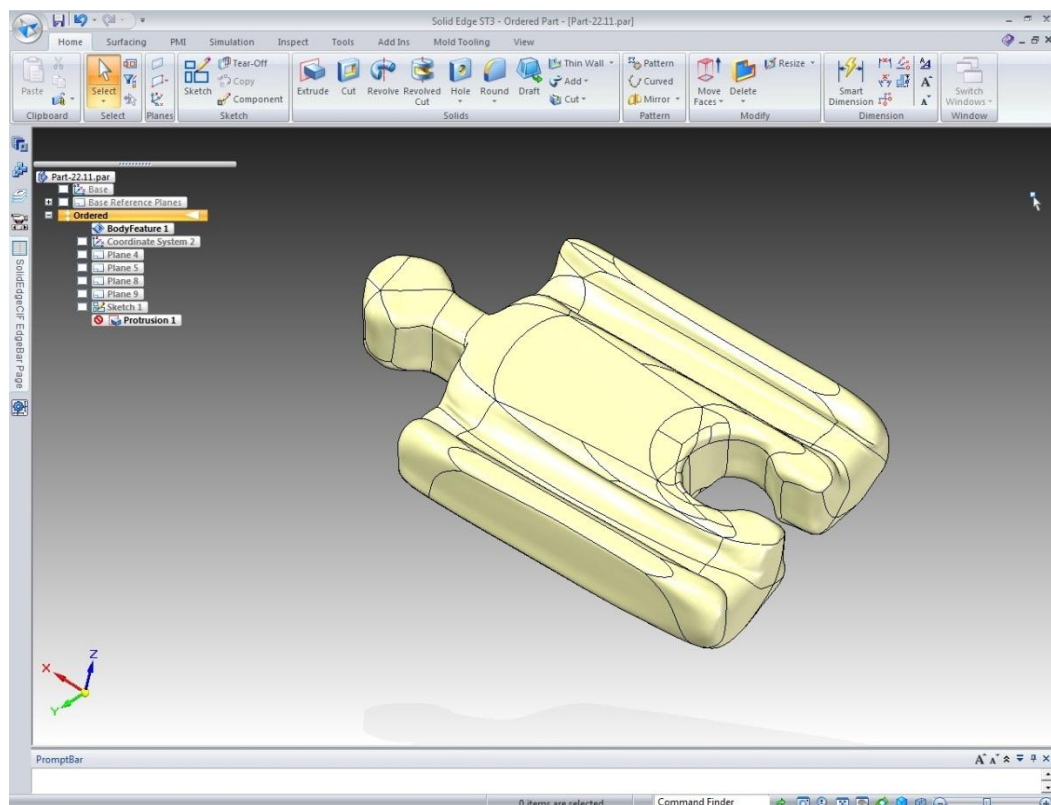 Solid Edge ST3 - Ordered Part - [Part-22.11.par]
Home Surfacing PMI Simulation Inspect Tools Add Ins Mold Tooling View
Paste
Clipboard
Select
Select
Planes
Sketch
Tear-Off
Copy
Component
Sketch
Extrude
Cut
Revolve
Revolved Cut
Hole
Round
Draft
Thin Wall
Add
Cut
Solids
Pattern
Curved
Mirror
Pattern
Move Faces
Delete
Resize
Modify
Smart Dimension
Dimension
Switch Windows
Window
Part-22.11.par
Base
Base Reference Planes
Ordered
BodyFeature 1
Coordinate System 2
Plane 4
Plane 5
Plane 8
Plane 9
Sketch 1
Protrusion 1
SolidEdgeCIF EdgeBar Page
Z
X
Y
PromptBar
0 items are selected
Command Finder